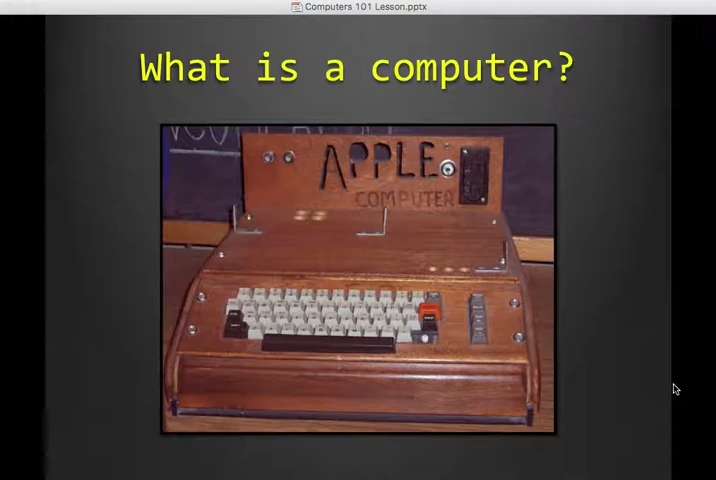 Computers 101 Lesson.pptx
What is a computer?
APPLE
COMPUTER